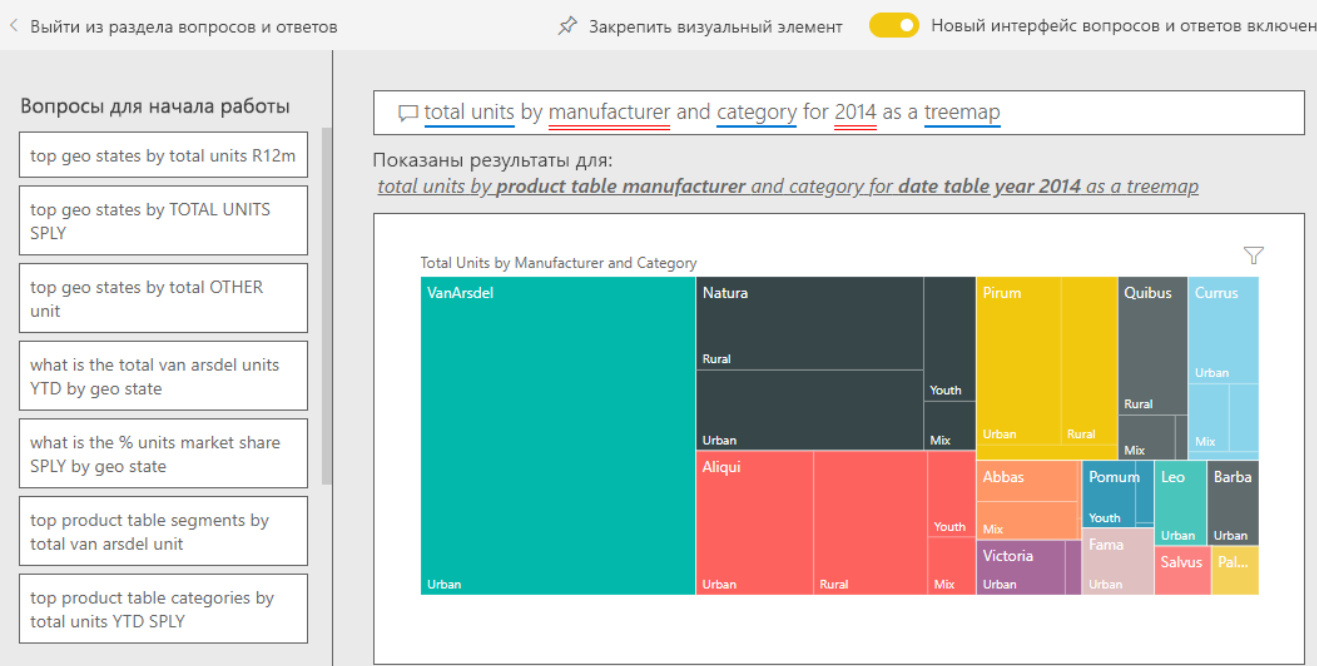 Выйти из раздела вопросов и ответов
Закрепить визуальный элемент
Новый интерфейс вопросов и ответов включен
Вопросы для начала работы
top geo states by total units R12m
top geo states by TOTAL UNITS
SPLY
top geo states by total OTHER
unit
what is the total van arsdel units
YTD by geo state
what is the % units market share
SPLY by geo state
top product table segments by
total van arsdel unit
top product table categories by
total units YTD SPLY
total units by manufacturer and category for 2014 as a treemap
Показаны результаты для:
total units by product table manufacturer and category for date table year 2014 as a treemap
Total Units by Manufacturer and Category
VanArsdel
Urban
Natura
Rural
Urban
Youth
Mix
Aliqui
Urban
Rural
Youth
Mix
Pirum
Urban
Rural
Quibus
Rural
Mix
Currus
Urban
Mix
Abbas
Mix
Victoria
Urban
Pomum
Youth
Fama
Urban
Leo
Urban
Barba
Urban
Salvus
Pal...